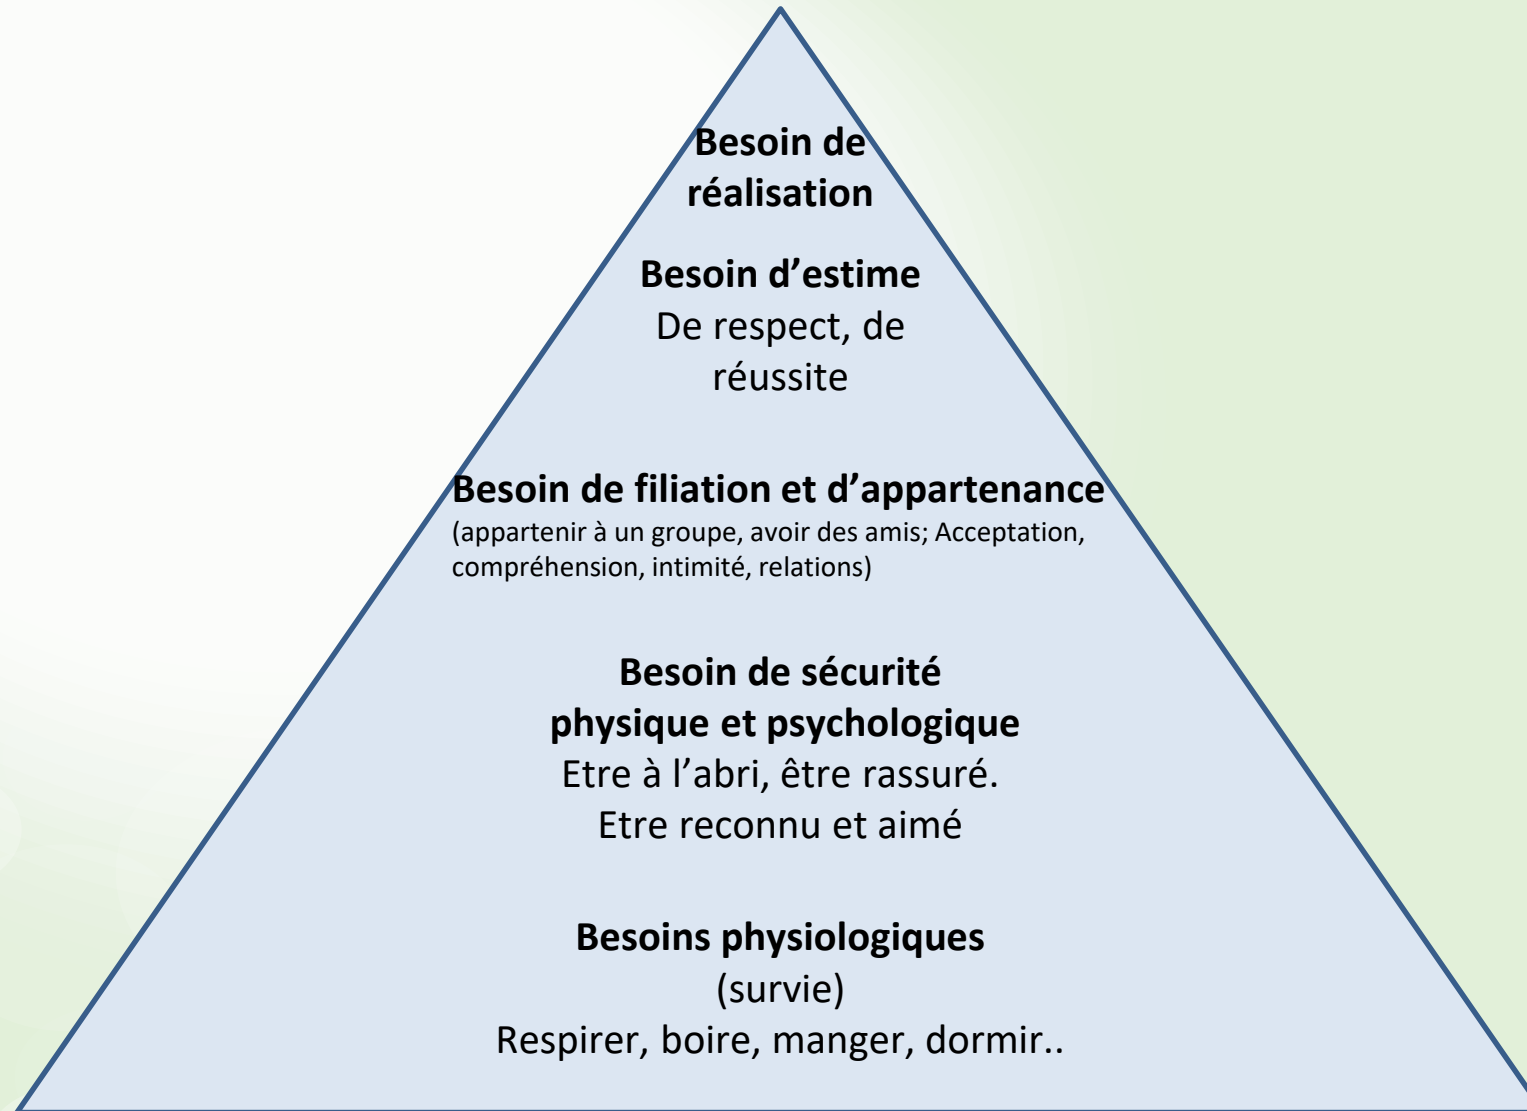 Besoin de
réalisation
Besoin d’estime
De respect, de
réussite
Besoin de filiation et d’appartenance
(appartenir à un groupe, avoir des amis; Acceptation,
compréhension, intimité, relations)
Besoin de sécurité
physique et psychologique
Etre à l’abri, être rassuré.
Etre reconnu et aimé
Besoins physiologiques
(survie)
Respirer, boire, manger, dormir..